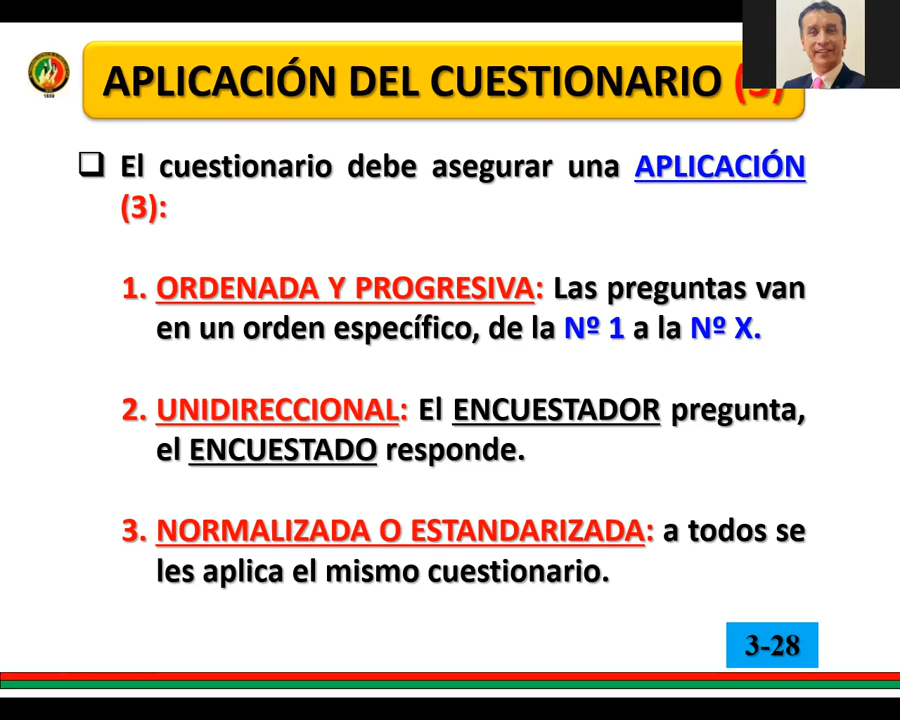 APLICACIÓN DEL CUESTIONARIO (3)
El cuestionario debe asegurar una APLICACIÓN
(3):
1. ORDENADA Y PROGRESIVA: Las preguntas van
en un orden específico, de la Nº 1 a la Nº X.
2. UNIDIRECCIONAL: El ENCUESTADOR pregunta,
el ENCUESTADO responde.
3. NORMALIZADA O ESTANDARIZADA: a todos se
les aplica el mismo cuestionario.
3-28